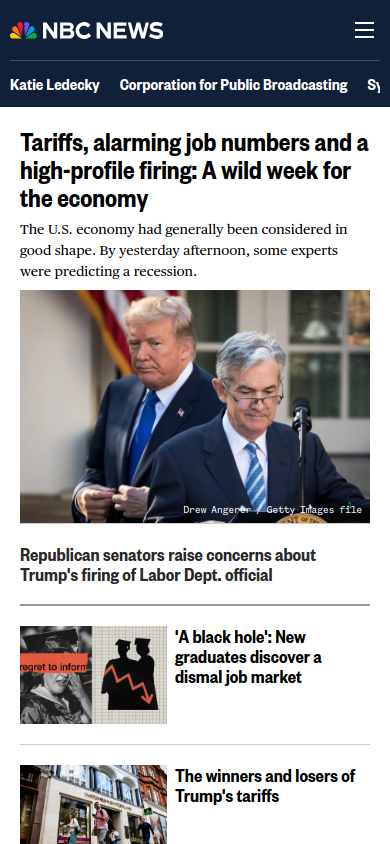 NBC NEWS
Katie Ledecky Corporation for Public Broadcasting Sy
Tariffs, alarming job numbers and a
high-profile firing: A wild week for
the economy
The U.S. economy had generally been considered in
good shape. By yesterday afternoon, some experts
were predicting a recession.
Drew Angerer / Getty Images file
Republican senators raise concerns about
Trump's firing of Labor Dept. official
regret to inform
'A black hole': New
graduates discover a
dismal job market
The winners and losers of
Trump's tariffs